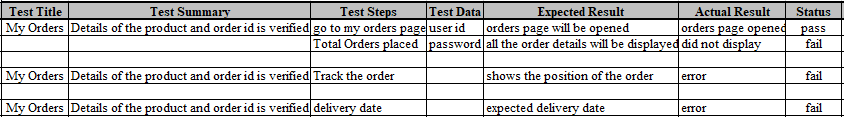 Test Title Test Summary Test Steps Test Data Expected Result Actual Result Status
My Orders Details of the product and order id is verified go to my orders page user id orders page will be opened orders page opened pass
Total Orders placed password all the order details will be displayed did not display fail
My Orders Details of the product and order id is verified Track the order shows the position of the order error fail
My Orders Details of the product and order id is verified delivery date expected delivery date error fail